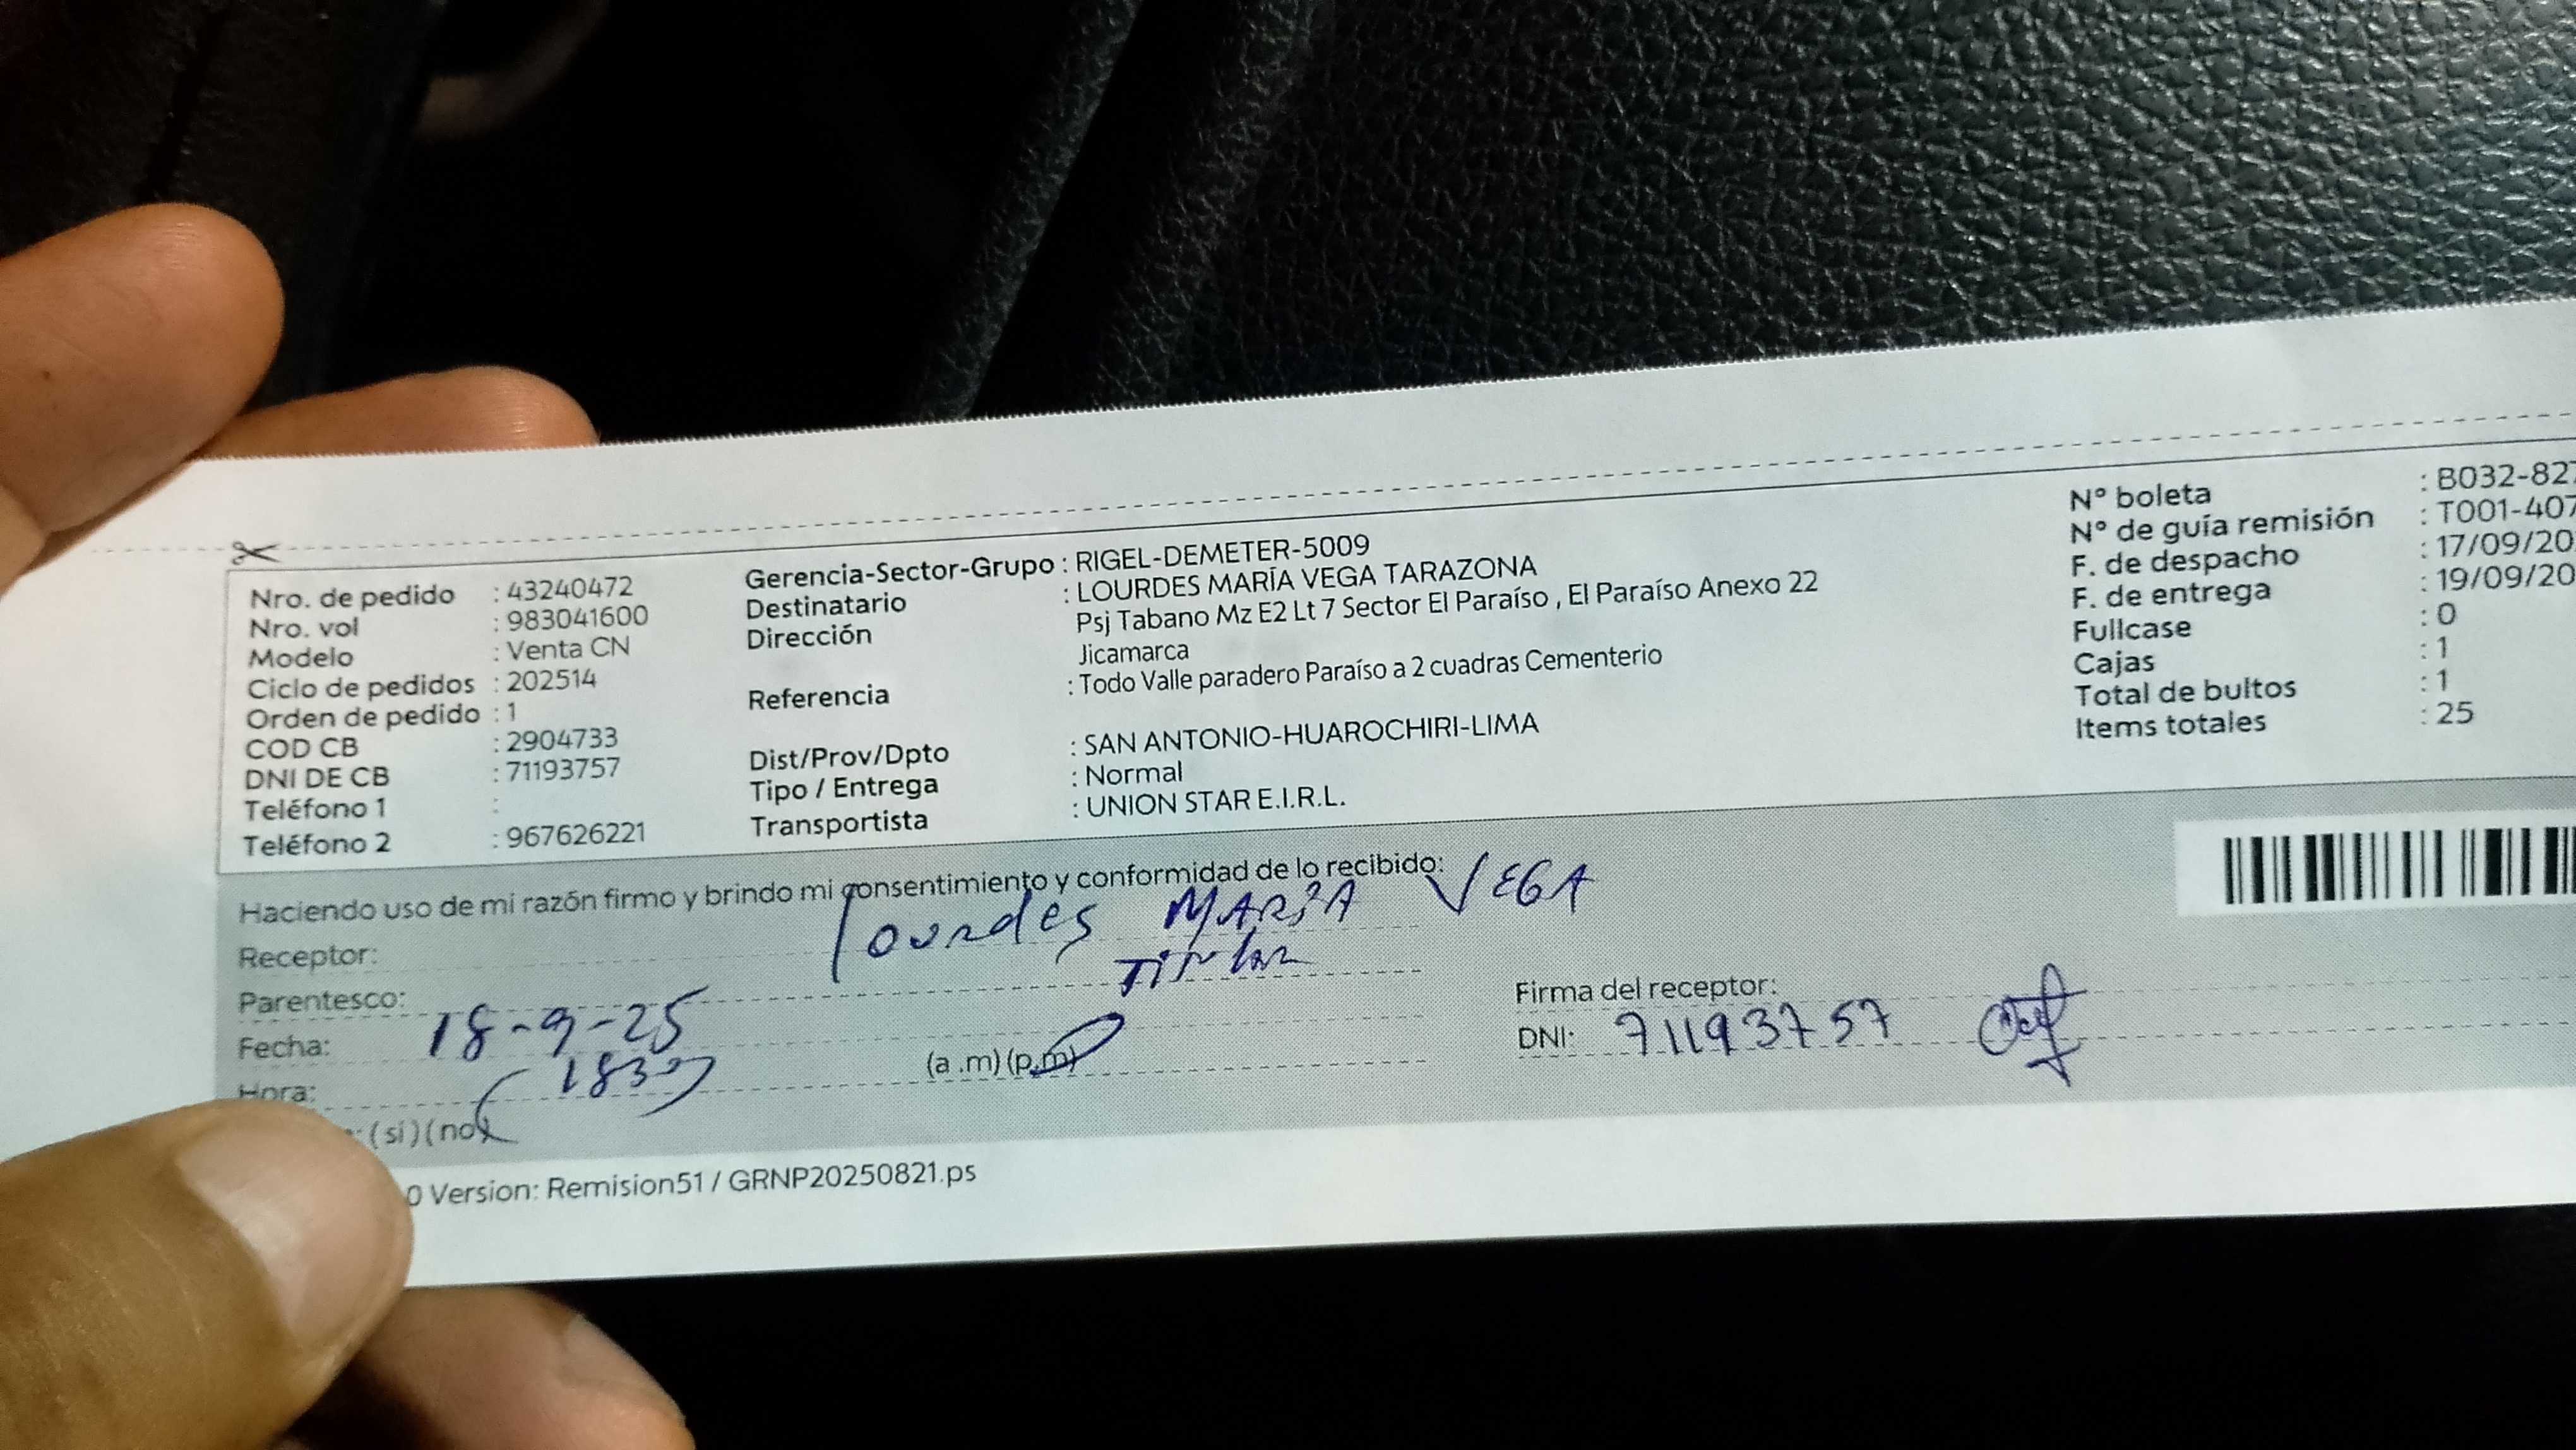 Nro. de pedido : 43240472
Nro. vol : 983041600
Modelo : Venta CN
Ciclo de pedidos : 202514
Orden de pedido : 1
COD CB : 2904733
DNI DE CB : 71193757
Teléfono 1 :
Teléfono 2 : 967626221
Gerencia-Sector-Grupo : RIGEL-DEMETER-5009
Destinatario : LOURDES MARÍA VEGA TARAZONA
Dirección Psj Tabano Mz E2 Lt 7 Sector El Paraíso , El Paraíso Anexo 22
Jicamarca
Referencia : Todo Valle paradero Paraíso a 2 cuadras Cementerio
Dist/Prov/Dpto : SAN ANTONIO-HUAROCHIRI-LIMA
Tipo / Entrega : Normal
Transportista : UNION STAR E.I.R.L.
N° boleta : B032-827
N° de guía remisión : T001-407
F. de despacho : 17/09/20
F. de entrega : 19/09/20
Fullcase : 0
Cajas : 1
Total de bultos : 1
Items totales : 25
Haciendo uso de mi razón firmo y brindo mi consentimiento y conformidad de lo recibido:
Receptor: Lourdes MARIA VEGA
Parentesco: Titular
Fecha: 18-9-25
Hora: 1830 (a .m) (p.m)
(si) (no)
Firma del receptor:
DNI: 71193757
0 Version: Remision51 / GRNP20250821.ps